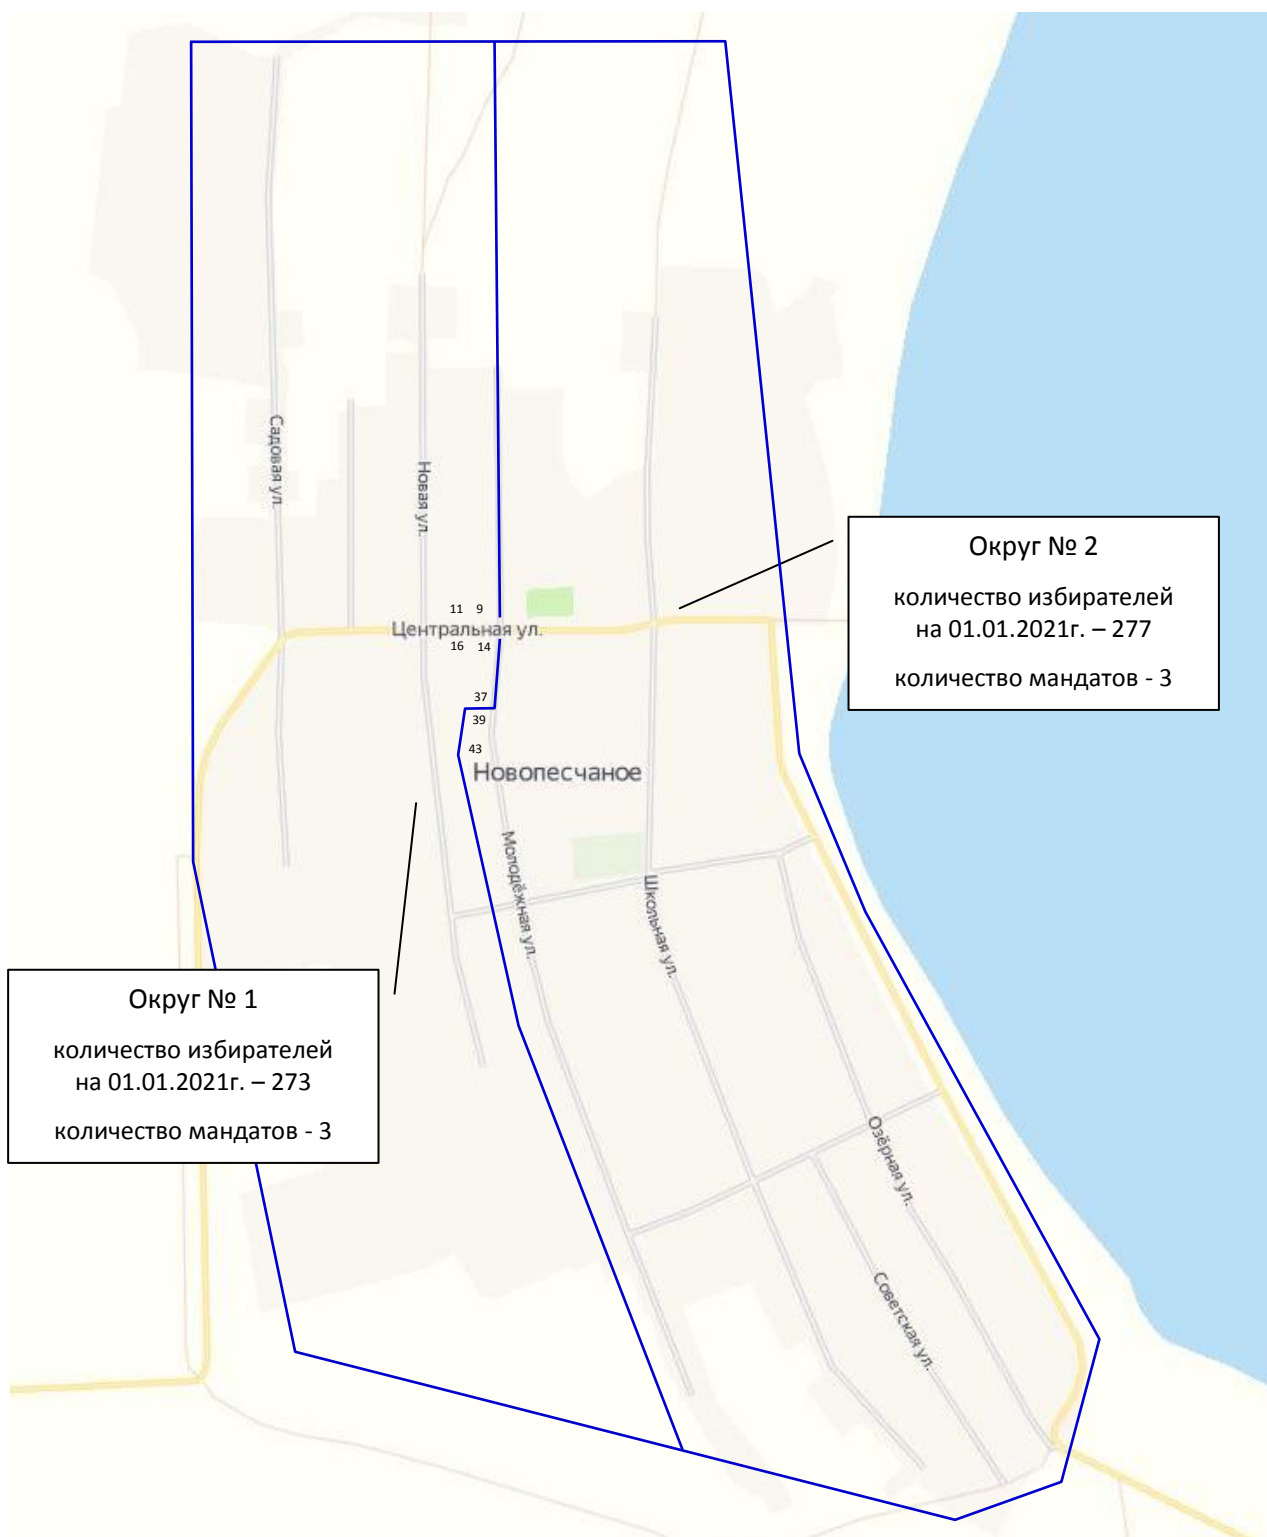 Садовая ул.
Новая ул.
Округ № 2
количество избирателей
на 01.01.2021г. – 277
количество мандатов - 3
11 9
Центральная ул.
16 14
37
39
43
Новопесчаное
Молодёжная ул.
Школьная ул.
Округ № 1
количество избирателей
на 01.01.2021г. – 273
количество мандатов - 3
Озёрная ул.
Советская ул.